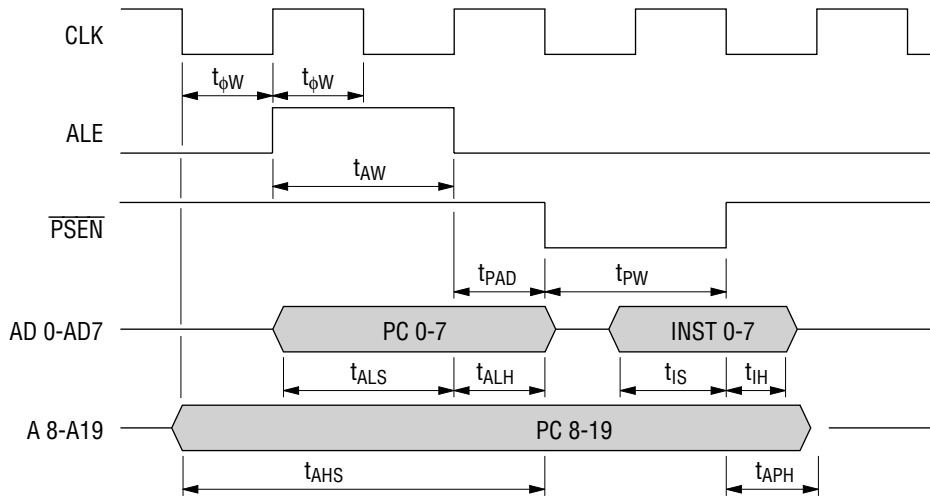 CLK
tϕW tϕW
ALE
tAW
PSEN
tPAD tPW
AD 0-AD7 PC 0-7 INST 0-7
tALS tALH tIS tIH
A 8-A19 PC 8-19
tAHS tAPH